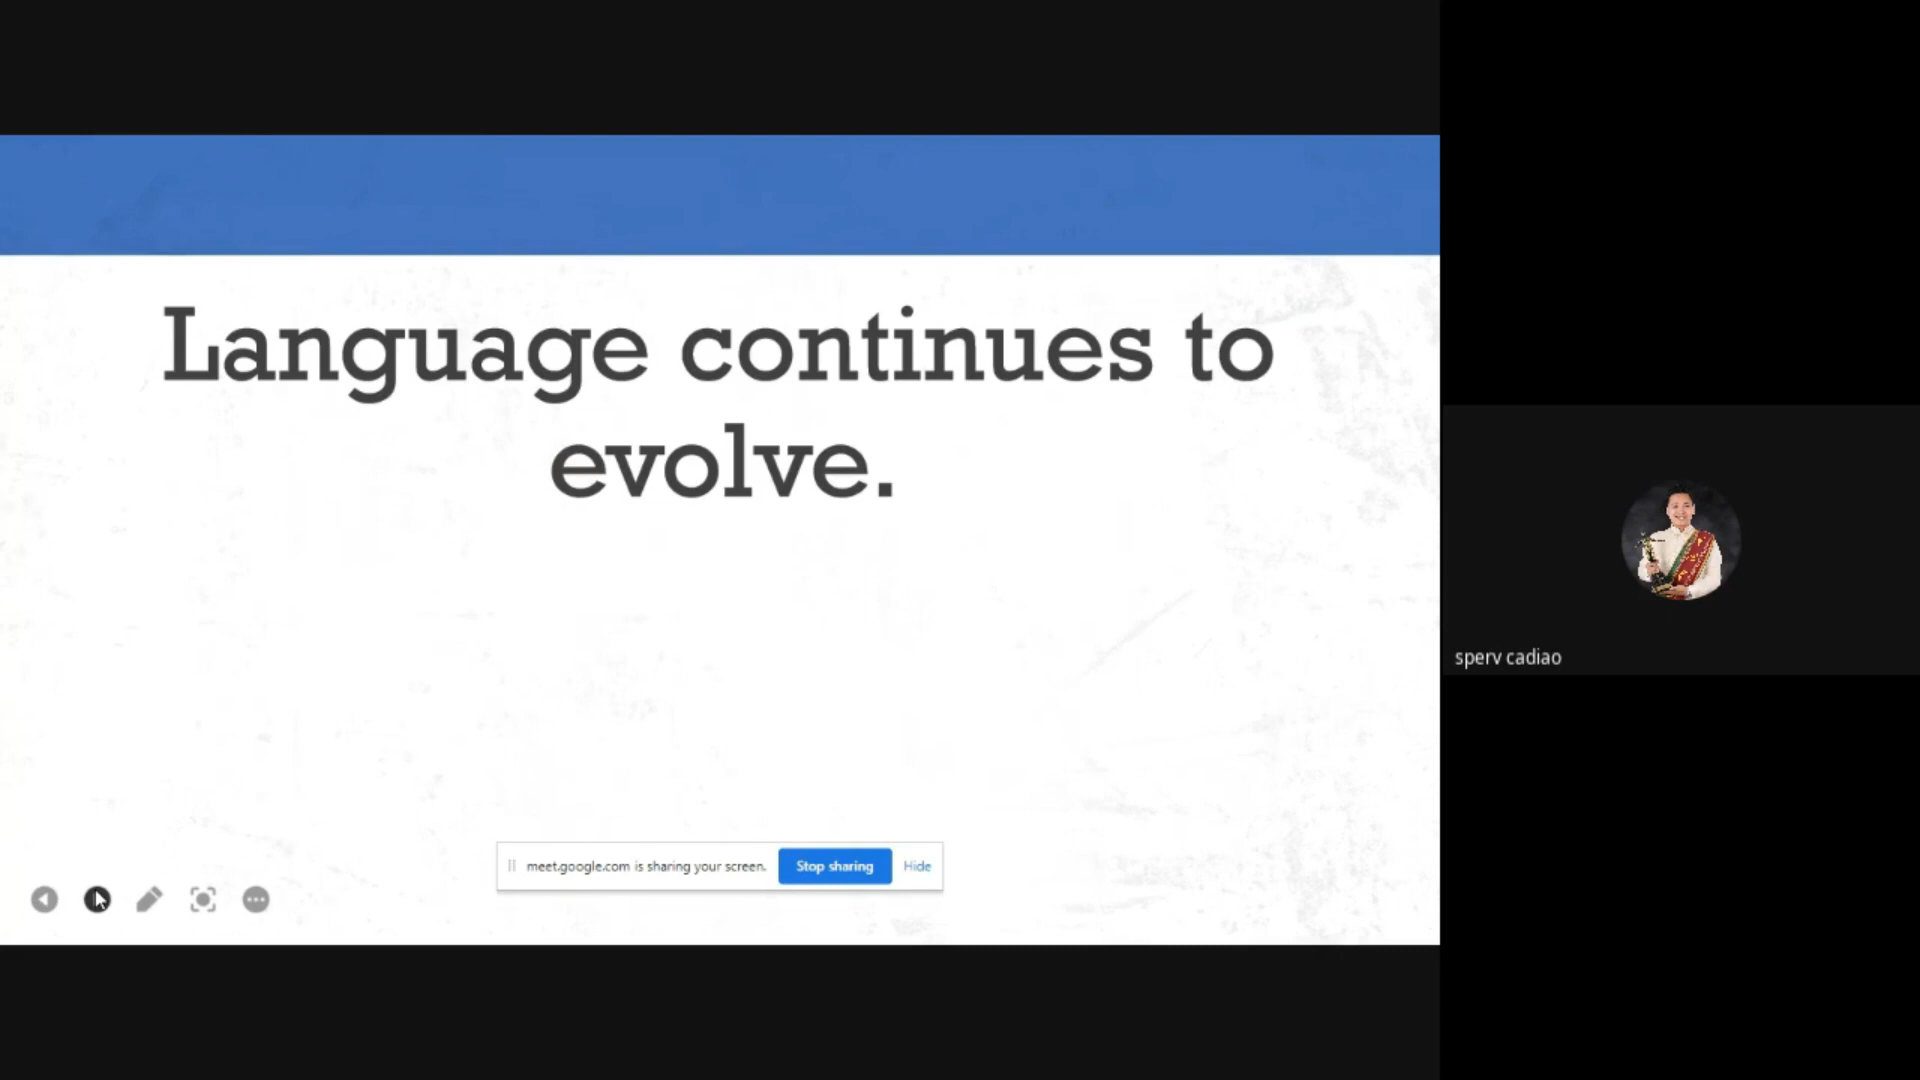 Language continues to
evolve.
sperv cadiao
meet.google.com is sharing your screen. Stop sharing Hide